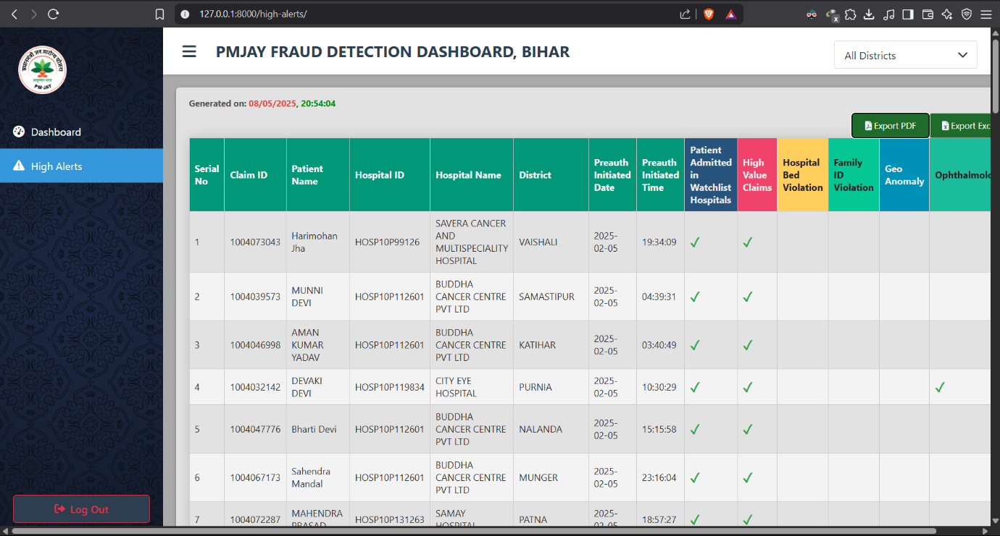 127.0.0.1:8000/high-alerts/
प्रधानमंत्री जन आरोग्य योजना
PM-JAY
PMJAY FRAUD DETECTION DASHBOARD, BIHAR
All Districts
Dashboard
High Alerts
Log Out
Generated on: 08/05/2025, 20:54:04
Export PDF
Export Exc
Serial No
Claim ID
Patient Name
Hospital ID
Hospital Name
District
Preauth Initiated Date
Preauth Initiated Time
Patient Admitted in Watchlist Hospitals
High Value Claims
Hospital Bed Violation
Family ID Violation
Geo Anomaly
Ophthalmolo
1 1004073043 Harimohan Jha HOSP10P99126 SAVERA CANCER AND MULTISPECIALITY HOSPITAL VAISHALI 2025-02-05 19:34:09 ✓ ✓
2 1004039573 MUNNI DEVI HOSP10P112601 BUDDHA CANCER CENTRE PVT LTD SAMASTIPUR 2025-02-05 04:39:31 ✓ ✓
3 1004046998 AMAN KUMAR YADAV HOSP10P112601 BUDDHA CANCER CENTRE PVT LTD KATIHAR 2025-02-05 03:40:49 ✓ ✓
4 1004032142 DEVAKI DEVI HOSP10P119834 CITY EYE HOSPITAL PURNIA 2025-02-05 10:30:29 ✓ ✓ ✓
5 1004047776 Bharti Devi HOSP10P112601 BUDDHA CANCER CENTRE PVT LTD NALANDA 2025-02-05 15:15:58 ✓ ✓
6 1004067173 Sahendra Mandal HOSP10P112601 BUDDHA CANCER CENTRE PVT LTD MUNGER 2025-02-05 23:16:04 ✓ ✓
7 1004072287 MAHENDRA PRASAD HOSP10P131263 SAMAY HOSPITAL PATNA 2025-02-05 18:57:27 ✓ ✓